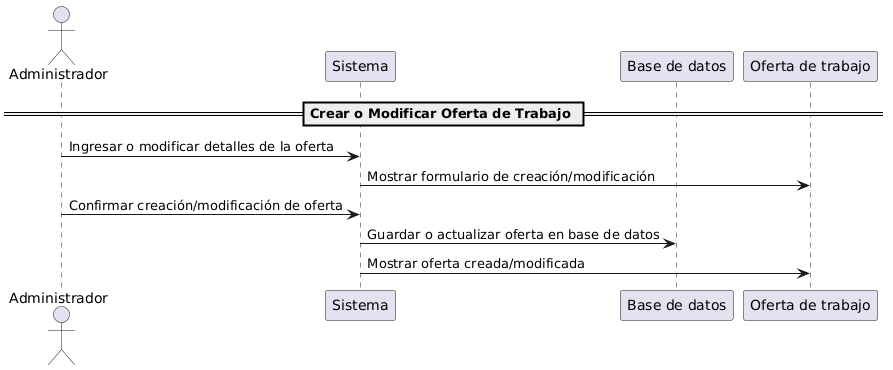 Administrador
Sistema
Base de datos
Oferta de trabajo
Crear o Modificar Oferta de Trabajo
Ingresar o modificar detalles de la oferta
Mostrar formulario de creación/modificación
Confirmar creación/modificación de oferta
Guardar o actualizar oferta en base de datos
Mostrar oferta creada/modificada
Administrador
Sistema
Base de datos
Oferta de trabajo